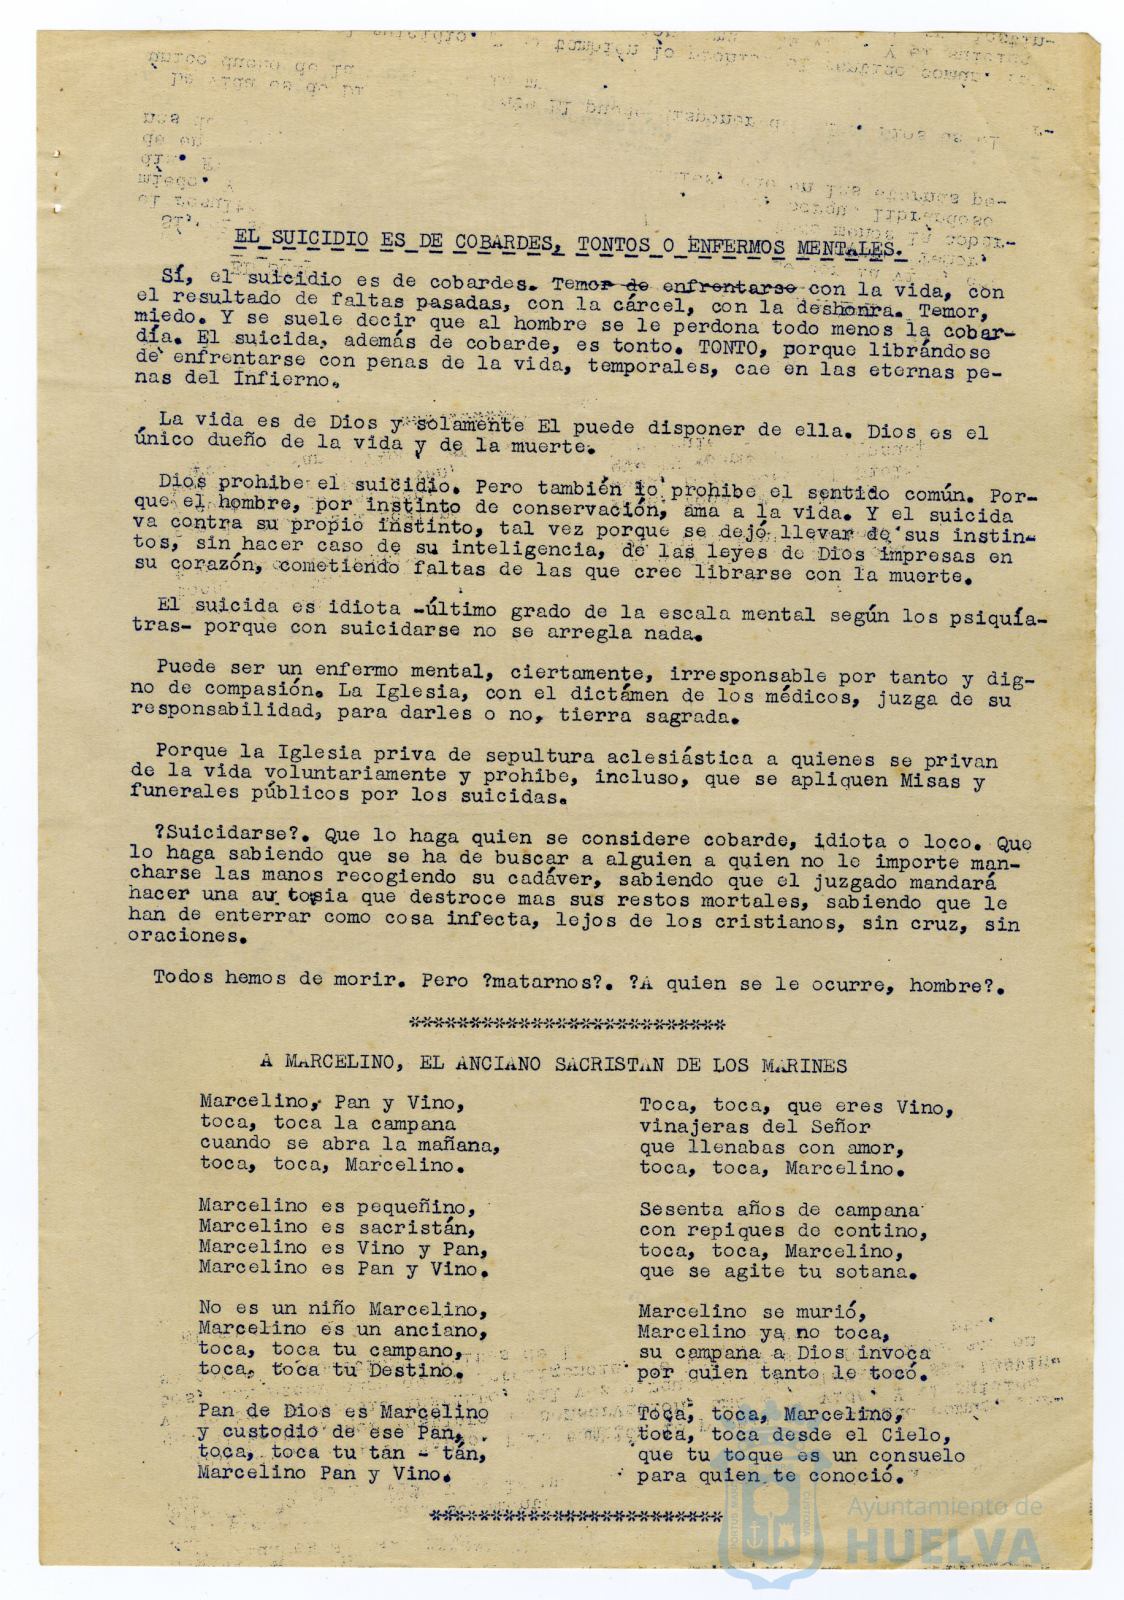 EL SUICIDIO ES DE COBARDES, TONTOS O ENFERMOS MENTALES.
Sí, el suicidio es de cobardes. Temor de enfrentarse con la vida, con
el resultado de faltas pasadas, con la cárcel, con la deshonra. Temor,
miedo. Y se suele decir que al hombre se le perdona todo menos la cobar-
día. El suicida, además de cobarde, es tonto. TONTO, porque librándose
de enfrentarse con penas de la vida, temporales, cae en las eternas pe-
nas del Infierno.
La vida es de Dios y solamente El puede disponer de ella. Dios es el
único dueño de la vida y de la muerte.
Dios prohibe el suicidio. Pero también lo prohibe el sentido común. Por-
que el hombre, por instinto de conservación, ama a la vida. Y el suicida
va contra su propio instinto, tal vez porque se dejó llevar de sus instin-
tos, sin hacer caso de su inteligencia, de las leyes de Dios impresas en
su corazón, cometiendo faltas de las que cree librarse con la muerte.
El suicida es idiota -último grado de la escala mental según los psiquía-
tras- porque con suicidarse no se arregla nada.
Puede ser un enfermo mental, ciertamente, irresponsable por tanto y dig-
no de compasión. La Iglesia, con el dictámen de los médicos, juzga de su
responsabilidad, para darles o no, tierra sagrada.
Porque la Iglesia priva de sepultura aclesiástica a quienes se privan
de la vida voluntariamente y prohibe, incluso, que se apliquen Misas y
funerales públicos por los suicidas.
?Suicidarse?. Que lo haga quien se considere cobarde, idiota o loco. Que
lo haga sabiendo que se ha de buscar a alguien a quien no le importe man-
charse las manos recogiendo su cadáver, sabiendo que el juzgado mandará
hacer una autopsia que destroce mas sus restos mortales, sabiendo que le
han de enterrar como cosa infecta, lejos de los cristianos, sin cruz, sin
oraciones.
Todos hemos de morir. Pero ?matarnos?. ?A quien se le ocurre, hombre?.
**************************
A MARCELINO, EL ANCIANO SACRISTAN DE LOS MARINES
Marcelino, Pan y Vino,
toca, toca la campana
cuando se abra la mañana,
toca, toca, Marcelino.
Marcelino es pequeñino,
Marcelino es sacristán,
Marcelino es Vino y Pan,
Marcelino es Pan y Vino.
No es un niño Marcelino,
Marcelino es un anciano,
toca, toca tu campano,
toca, toca tu Destino.
Pan de Dios es Marcelino
y custodio de ese Pan,
toca, toca tu tán - tán,
Marcelino Pan y Vino.
Toca, toca, que eres Vino,
vinajeras del Señor
que llenabas con amor,
toca, toca, Marcelino.
Sesenta años de campana
con repiques de contino,
toca, toca, Marcelino,
que se agite tu sotana.
Marcelino se murió,
Marcelino ya no toca,
su campana a Dios invoca
por quien tanto le tocó.
Toca, toca, Marcelino,
toca, toca desde el Cielo,
que tu toque es un consuelo
para quien te conoció.
************************
Ayuntamiento de
HUELVA